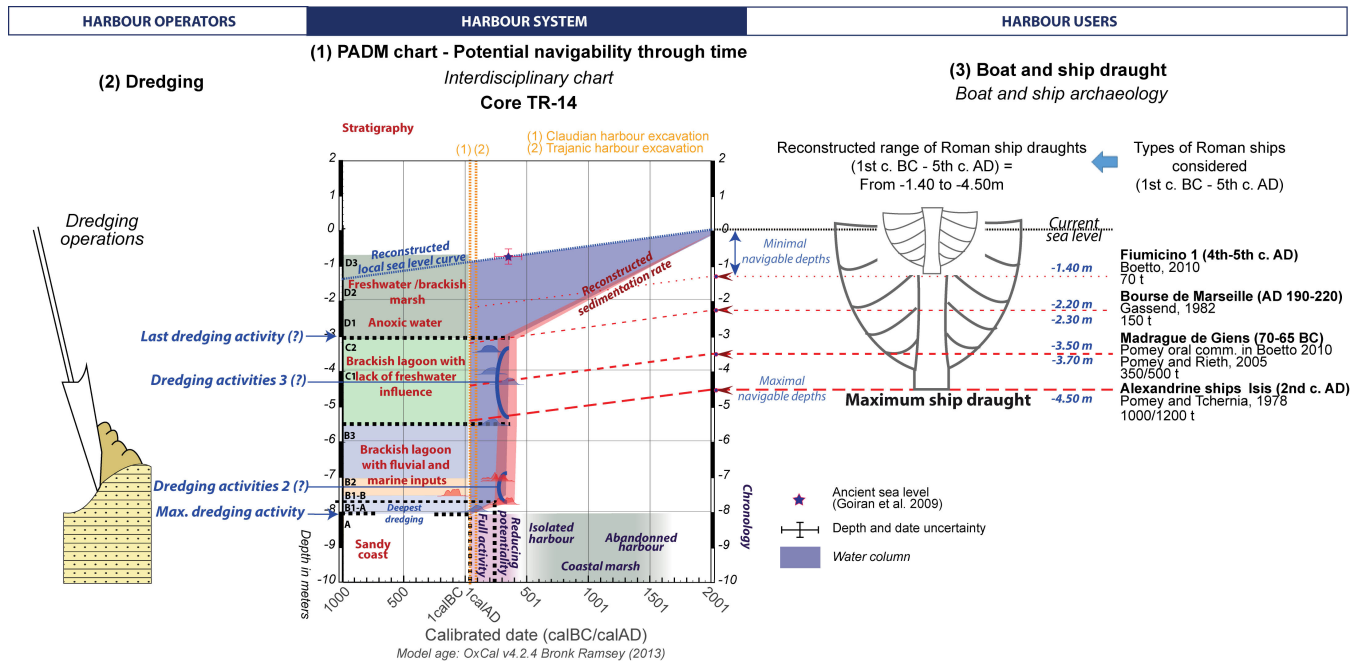 HARBOUR OPERATORS
HARBOUR SYSTEM
HARBOUR USERS
(1) PADM chart - Potential navigability through time
Interdisciplinary chart
Core TR-14
(2) Dredging
(3) Boat and ship draught
Boat and ship archaeology
Stratigraphy
(1) Claudian harbour excavation
(2) Trajanic harbour excavation
(1) (2)
Reconstructed range of Roman ship draughts
(1st c. BC - 5th c. AD) =
From -1.40 to -4.50m
Types of Roman ships
considered
(1st c. BC - 5th c. AD)
Dredging
operations
2
1
0
-1
-2
-3
-4
-5
-6
-7
-8
-9
-10
Depth in meters
Reconstructed
local sea level curve
D3
Freshwater /brackish
marsh
D2
Anoxic water
D1
C2
Brackish lagoon with
lack of freshwater
influence
C1
B3
Brackish lagoon
with fluvial and
marine inputs
B2
B1-B
B1-A
Deepest
dredging
A
Sandy
coast
Last dredging activity (?)
Dredging activities 3 (?)
Dredging activities 2 (?)
Max. dredging activity
Reconstructed
sedimentation rate
Full activity
Reducing
potentiality
Isolated
harbour
Abandonned
harbour
Coastal marsh
2
1
0
-1
-2
-3
-4
-5
-6
-7
-8
-9
-10
Chronology
1000
500
1calBC
1calAD
501
1001
1501
2001
Calibrated date (calBC/calAD)
Model age: OxCal v4.2.4 Bronk Ramsey (2013)
Minimal
navigable depths
Maximal
navigable depths
Current
sea level
-1.40 m
-2.20 m
-2.30 m
-3.50 m
-3.70 m
-4.50 m
Maximum ship draught
Fiumicino 1 (4th-5th c. AD)
Boetto, 2010
70 t
Bourse de Marseille (AD 190-220)
Gassend, 1982
150 t
Madrague de Giens (70-65 BC)
Pomey oral comm. in Boetto 2010
Pomey and Rieth, 2005
350/500 t
Alexandrine ships Isis (2nd c. AD)
Pomey and Tchernia, 1978
1000/1200 t
Ancient sea level
(Goiran et al. 2009)
Depth and date uncertainty
Water column